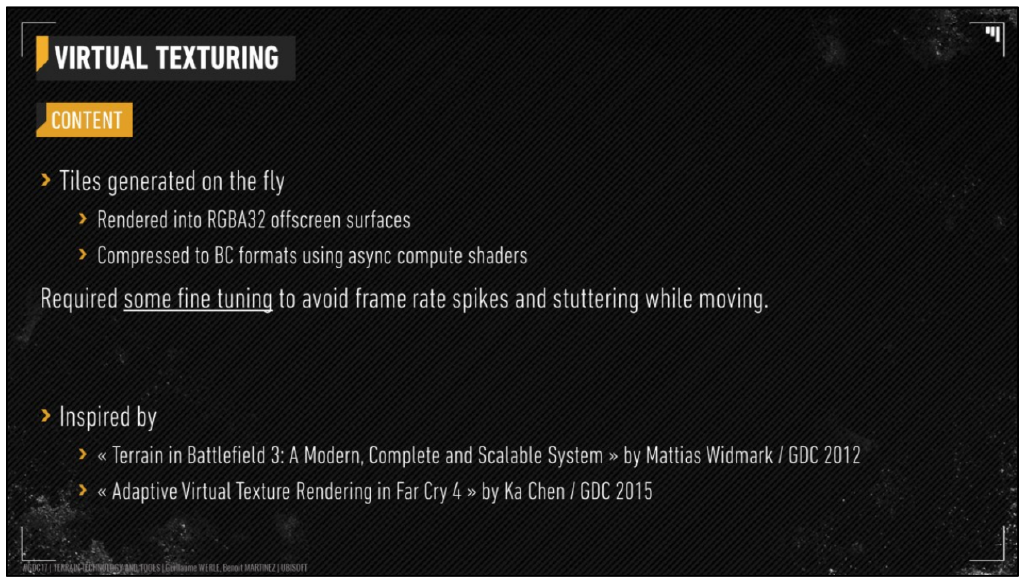 VIRTUAL TEXTURING
CONTENT
› Tiles generated on the fly
› Rendered into RGBA32 offscreen surfaces
› Compressed to BC formats using async compute shaders
Required some fine tuning to avoid frame rate spikes and stuttering while moving.
› Inspired by
› « Terrain in Battlefield 3: A Modern, Complete and Scalable System » by Mattias Widmark / GDC 2012
› « Adaptive Virtual Texture Rendering in Far Cry 4 » by Ka Chen / GDC 2015
| TERRAIN TECHNOLOGY AND TOOLS | Guillaume WERLE, Benoit MARTINEZ | UBISOFT